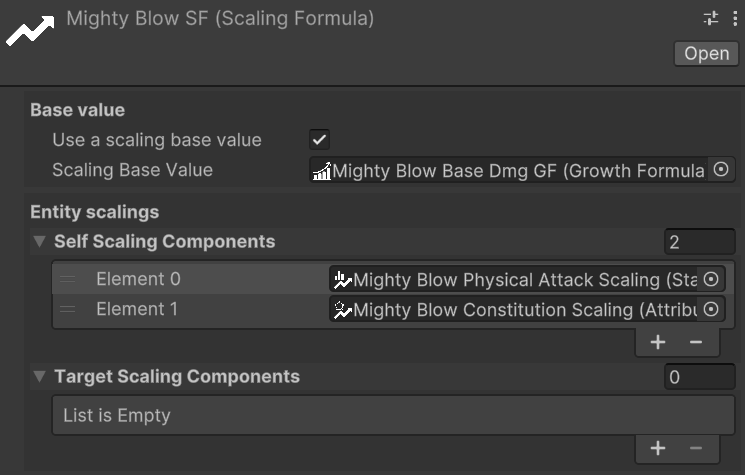 Mighty Blow SF (Scaling Formula)
Open
Base value
Use a scaling base value
Scaling Base Value Mighty Blow Base Dmg GF (Growth Formula
Entity scalings
Self Scaling Components 2
Element 0 Mighty Blow Physical Attack Scaling (Sta
Element 1 Mighty Blow Constitution Scaling (Attribu
+ −
Target Scaling Components 0
List is Empty
+ −